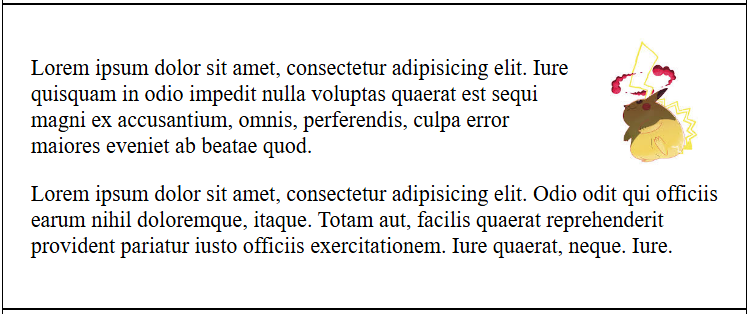 Lorem ipsum dolor sit amet, consectetur adipisicing elit. Iure
quisquam in odio impedit nulla voluptas quaerat est sequi
magni ex accusantium, omnis, perferendis, culpa error
maiores eveniet ab beatae quod.
Lorem ipsum dolor sit amet, consectetur adipisicing elit. Odio odit qui officiis
earum nihil doloremque, itaque. Totam aut, facilis quaerat reprehenderit
provident pariatur iusto officiis exercitationem. Iure quaerat, neque. Iure.